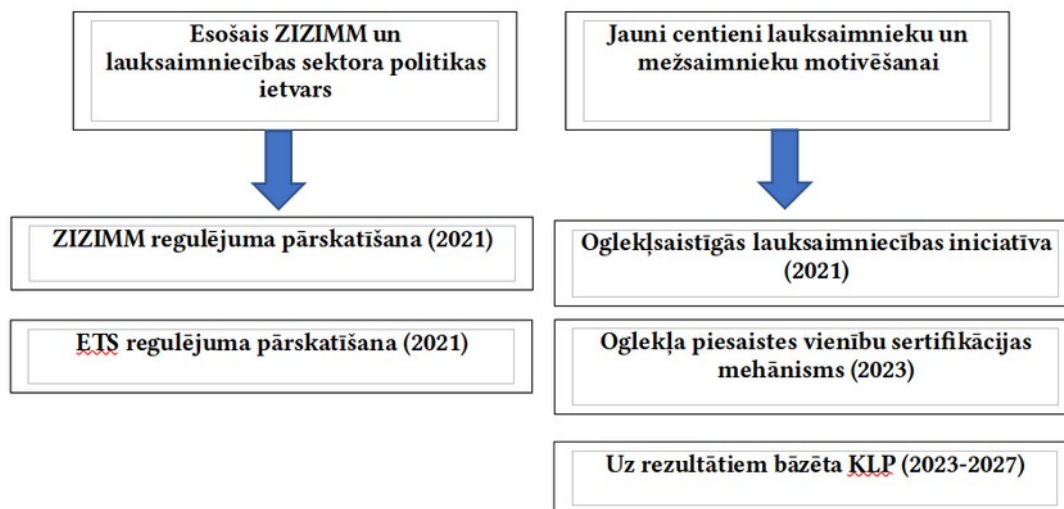 Esošais ZIZIMM un
lauksaimniecības sektora politikas
ietvars
ZIZIMM regulējuma pārskatīšana (2021)
ETS regulējuma pārskatīšana (2021)
Jauni centieni lauksaimnieku un
mežsaimnieku motivēšanai
Oglekļsaistīgās lauksaimniecības iniciatīva
(2021)
Oglekļa piesaistes vienību sertifikācijas
mehānisms (2023)
Uz rezultātiem bāzēta KLP (2023-2027)